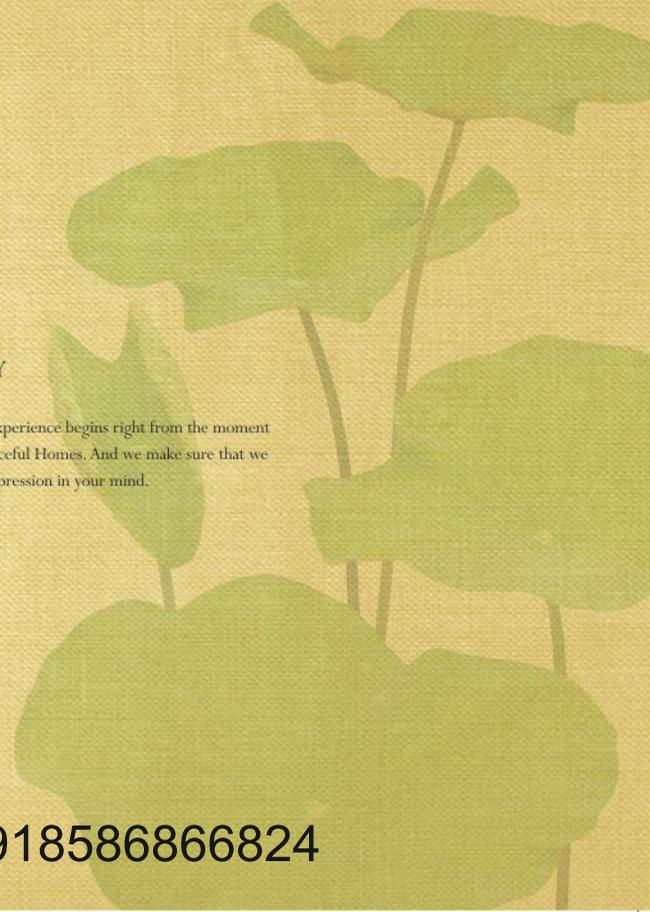 Y
xperience begins right from the moment
ceful Homes. And we make sure that we
pression in your mind.
918586866824